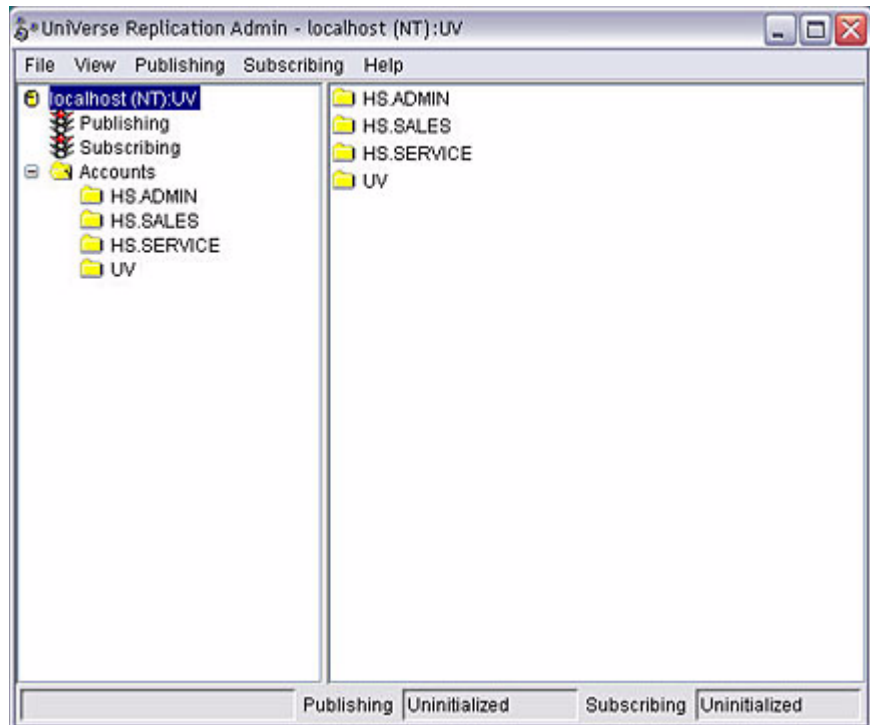 UniVerse Replication Admin - localhost (NT):UV
File View Publishing Subscribing Help
localhost (NT):UV
Publishing
Subscribing
Accounts
HS.ADMIN
HS.SALES
HS.SERVICE
UV
HS.ADMIN
HS.SALES
HS.SERVICE
UV
Publishing Uninitialized Subscribing Uninitialized